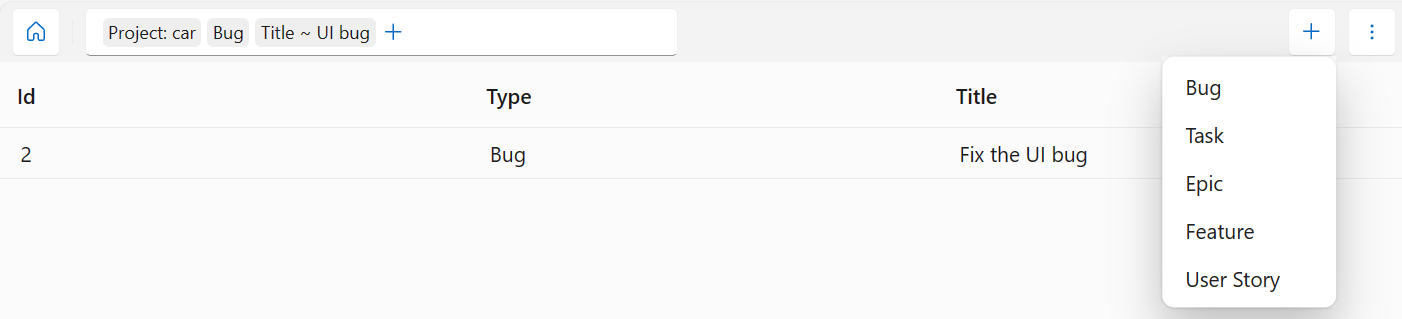 Project: car Bug Title ~ UI bug
Id Type Title
2 Bug Fix the UI bug
Bug
Task
Epic
Feature
User Story